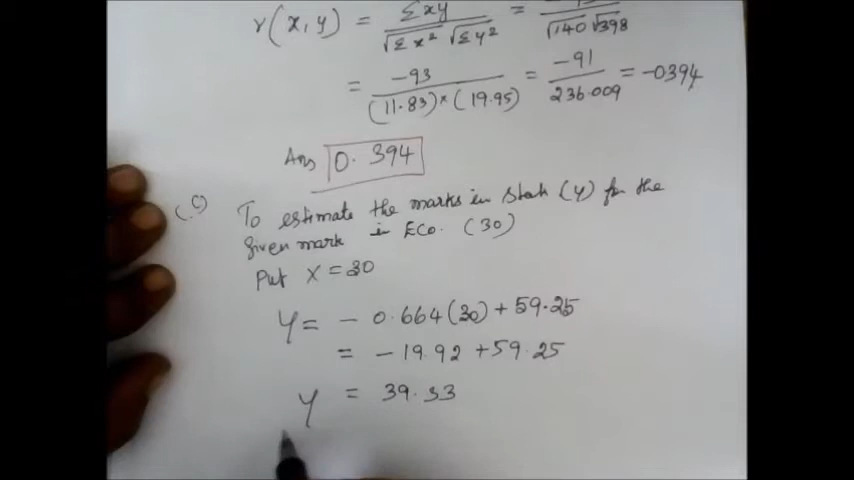 r(x,y) = Σxy / √Σx² √Σy² = / √140 √398
= -93 / (11.83)×(19.95) = -91 / 236.009 = -0394
Ans 0.394
(c) To estimate the marks in Stat (y) for the
given mark in Eco. (30)
Put X = 30
Y = - 0.664(30) + 59.25
= - 19.92 + 59.25
Y = 39.33